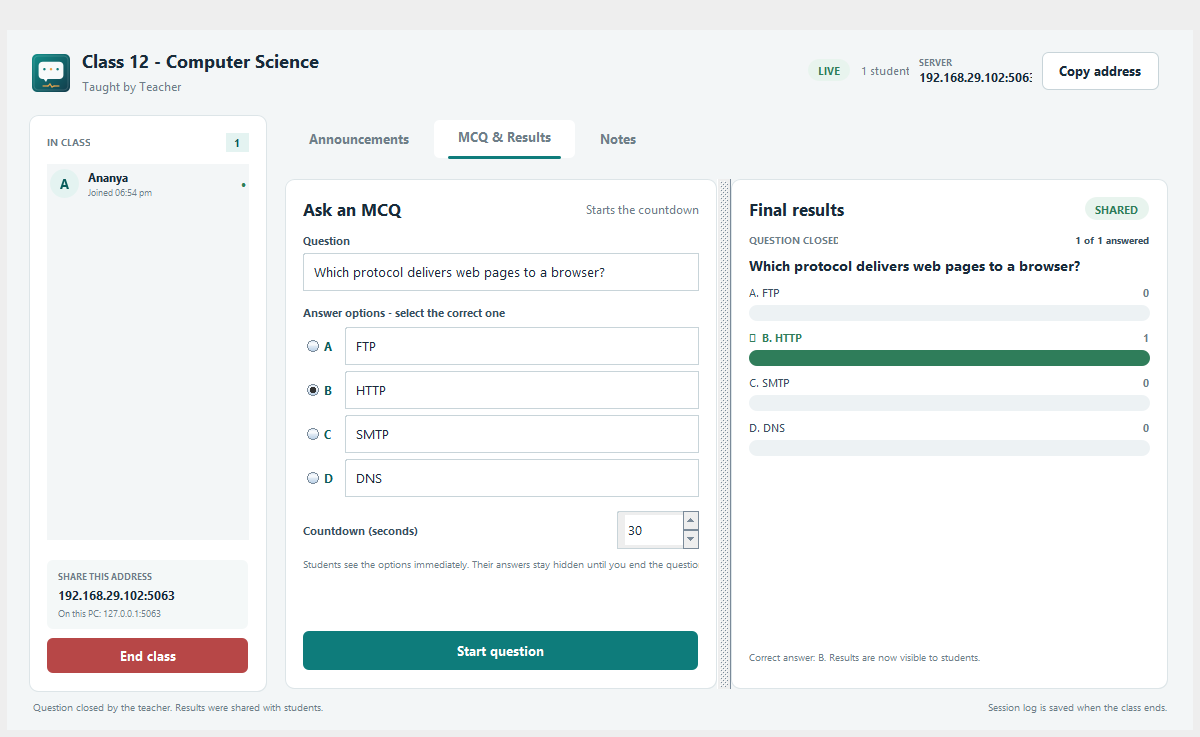 Class 12 - Computer Science
Taught by Teacher
LIVE
1 student
SERVER
192.168.29.102:506
Copy address
IN CLASS
1
A
Ananya
Joined 06:54 pm
SHARE THIS ADDRESS
192.168.29.102:5063
On this PC: 127.0.0.1:5063
End class
Announcements
MCQ & Results
Notes
Ask an MCQ
Starts the countdown
Question
Which protocol delivers web pages to a browser?
Answer options - select the correct one
A FTP
B HTTP
C SMTP
D DNS
Countdown (seconds)
30
Students see the options immediately. Their answers stay hidden until you end the questio
Start question
Final results
SHARED
QUESTION CLOSED
1 of 1 answered
Which protocol delivers web pages to a browser?
A. FTP 0
B. HTTP 1
C. SMTP 0
D. DNS 0
Correct answer: B. Results are now visible to students.
Question closed by the teacher. Results were shared with students.
Session log is saved when the class ends.